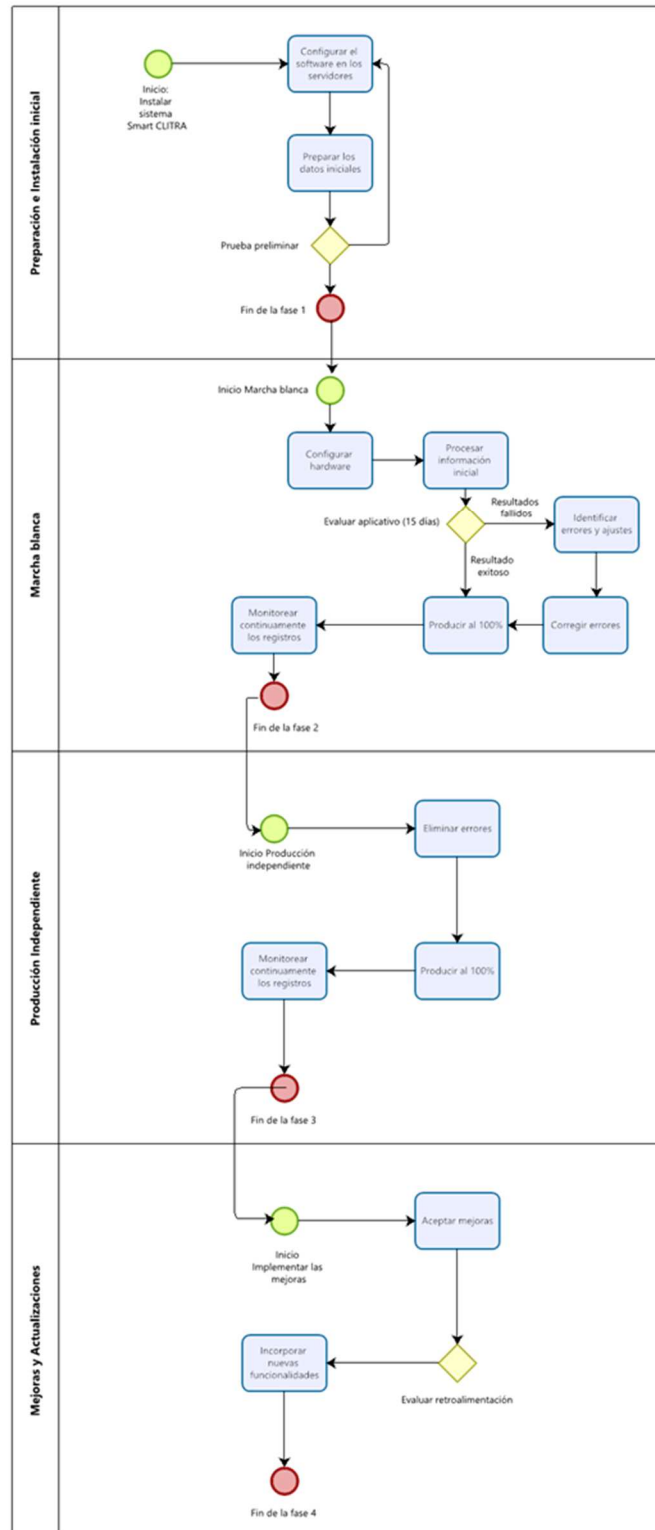 Preparación e Instalación inicial
Configurar el
software en los
servidores
Inicio:
Instalar
sistema
Smart CLITRA
Preparar los
datos iniciales
Prueba preliminar
Fin de la fase 1
Marcha blanca
Inicio Marcha blanca
Configurar
hardware
Procesar
información
inicial
Evaluar aplicativo (15 días)
Resultados
fallidos
Identificar
errores y ajustes
Resultado
exitoso
Monitorear
continuamente
los registros
Producir al 100%
Corregir errores
Fin de la fase 2
Producción Independiente
Inicio Producción
independiente
Eliminar errores
Monitorear
continuamente
los registros
Producir al 100%
Fin de la fase 3
Mejoras y Actualizaciones
Inicio
Implementar las
mejoras
Aceptar mejoras
Incorporar
nuevas
funcionalidades
Evaluar retroalimentación
Fin de la fase 4